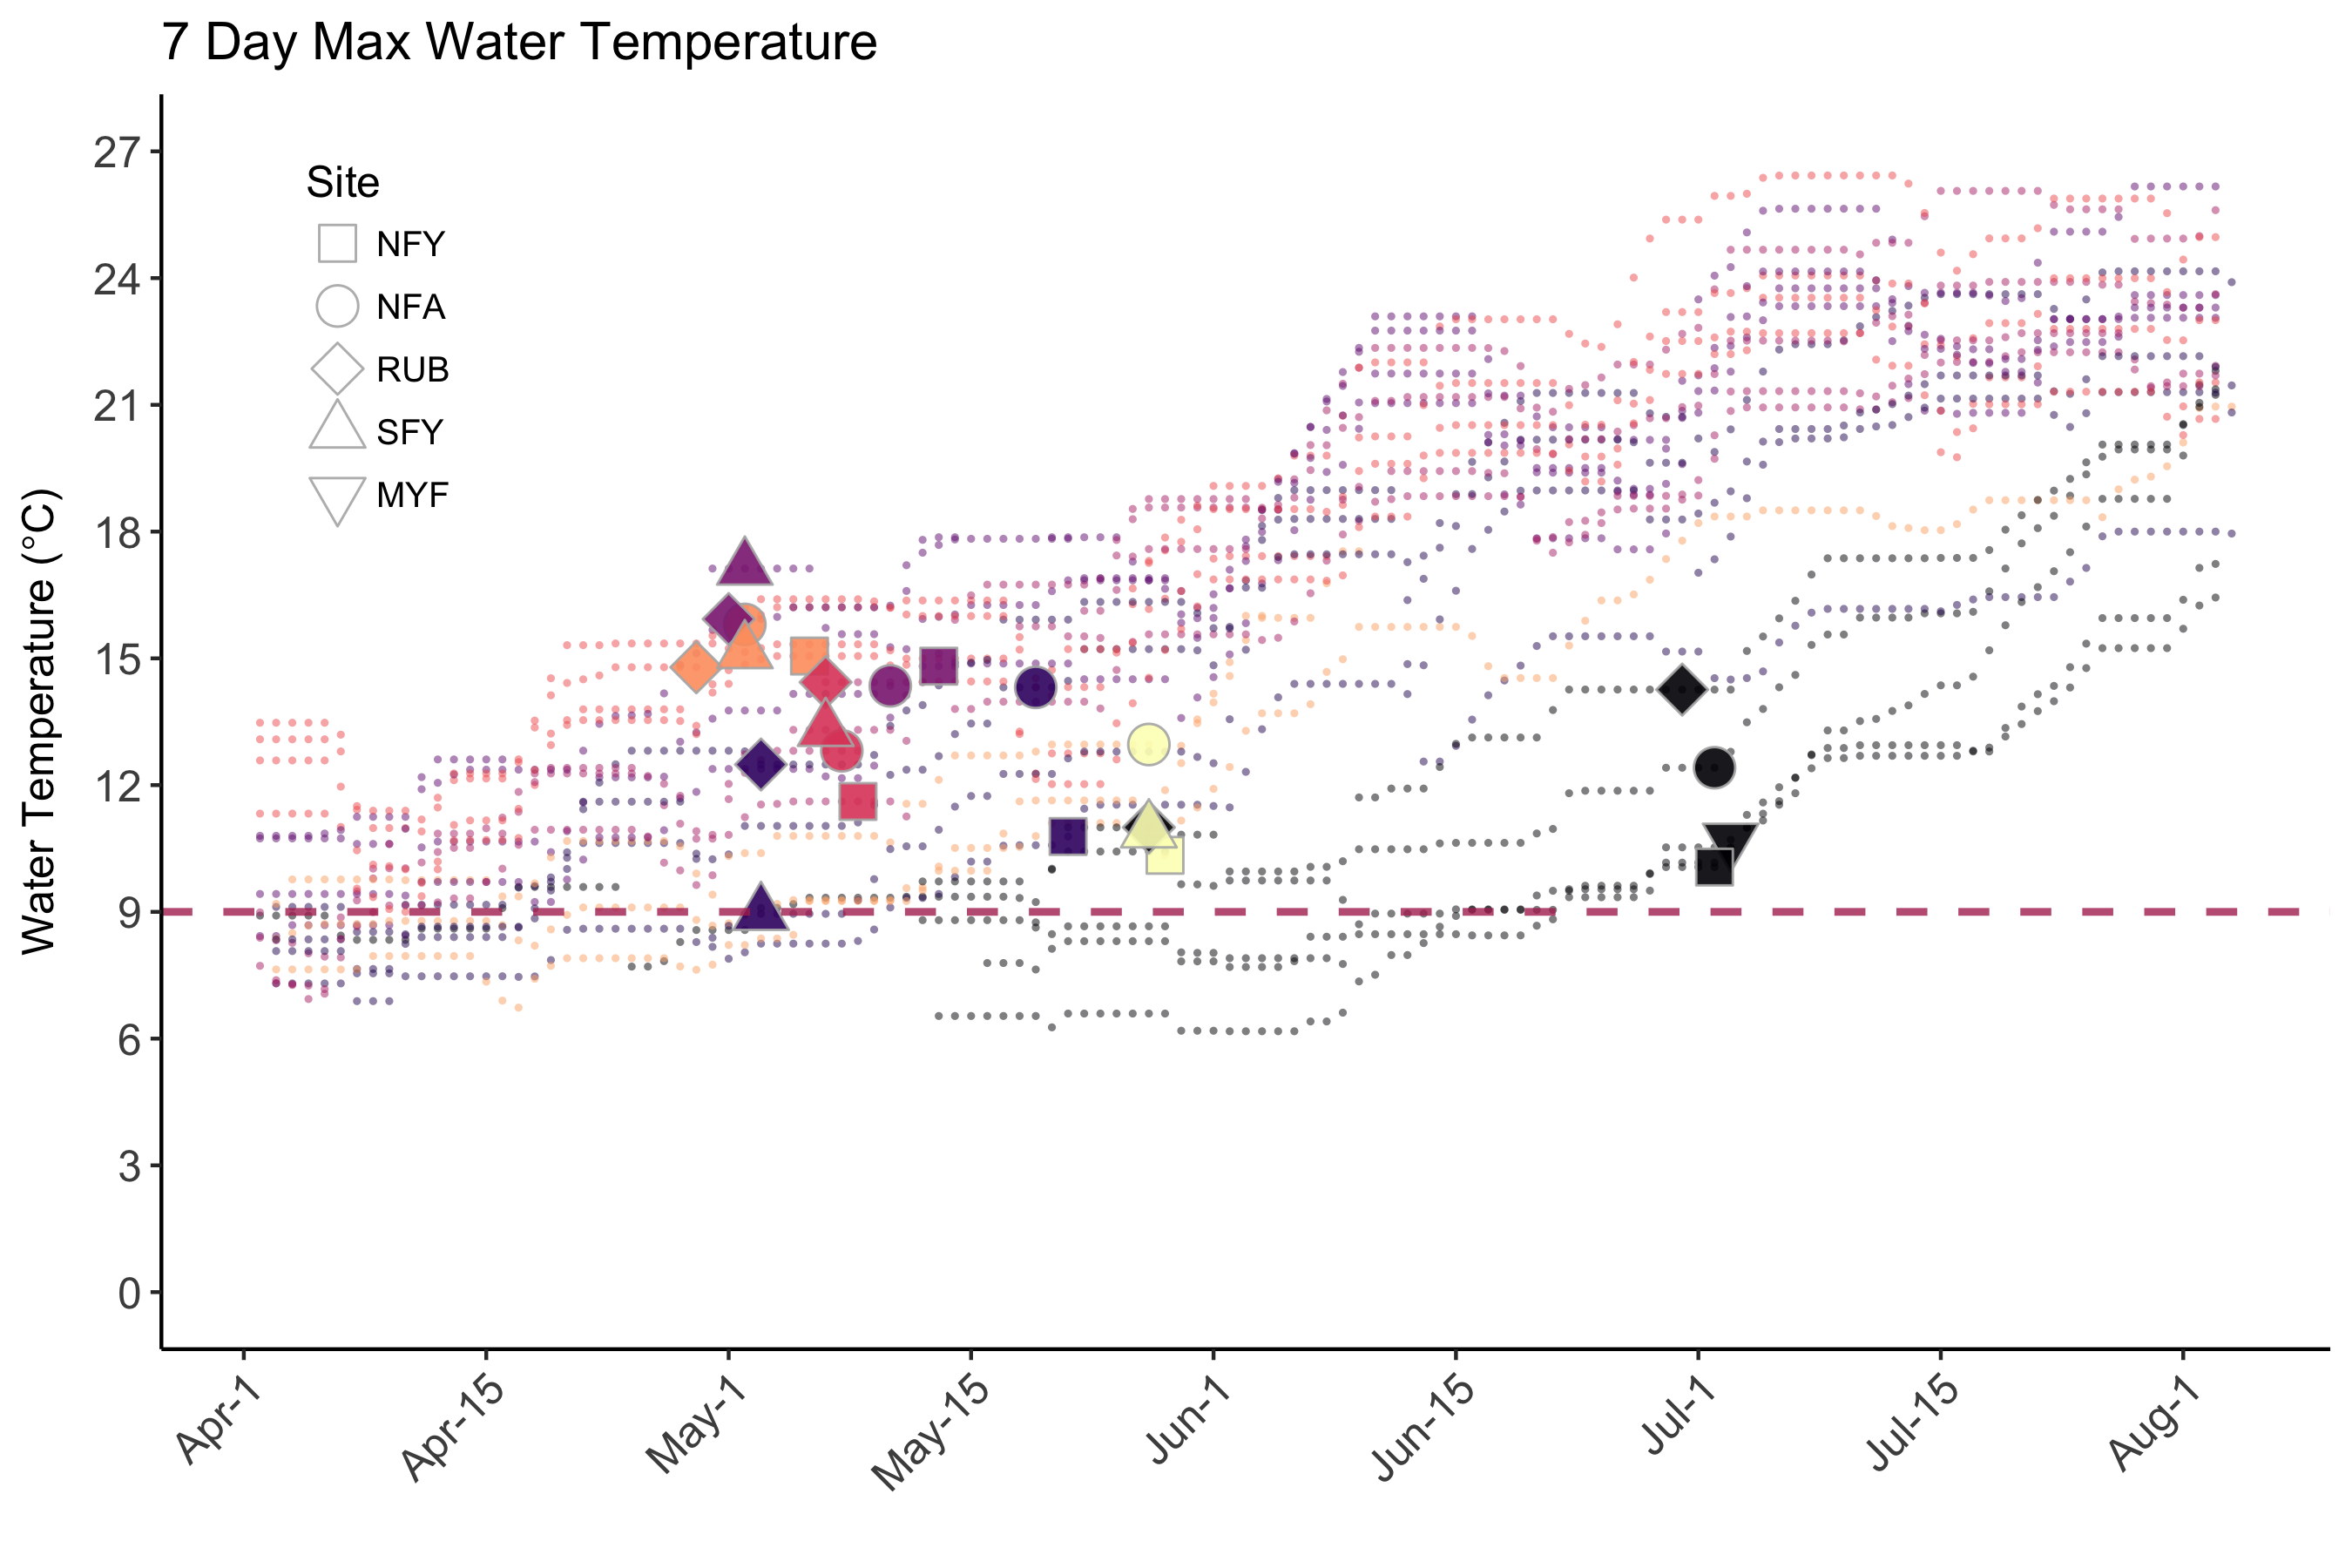 7 Day Max Water Temperature
Water Temperature (°C)
27
24
21
18
15
12
9
6
3
0
Site
NFY
NFA
RUB
SFY
MYF
Apr-1
Apr-15
May-1
May-15
Jun-1
Jun-15
Jul-1
Jul-15
Aug-1